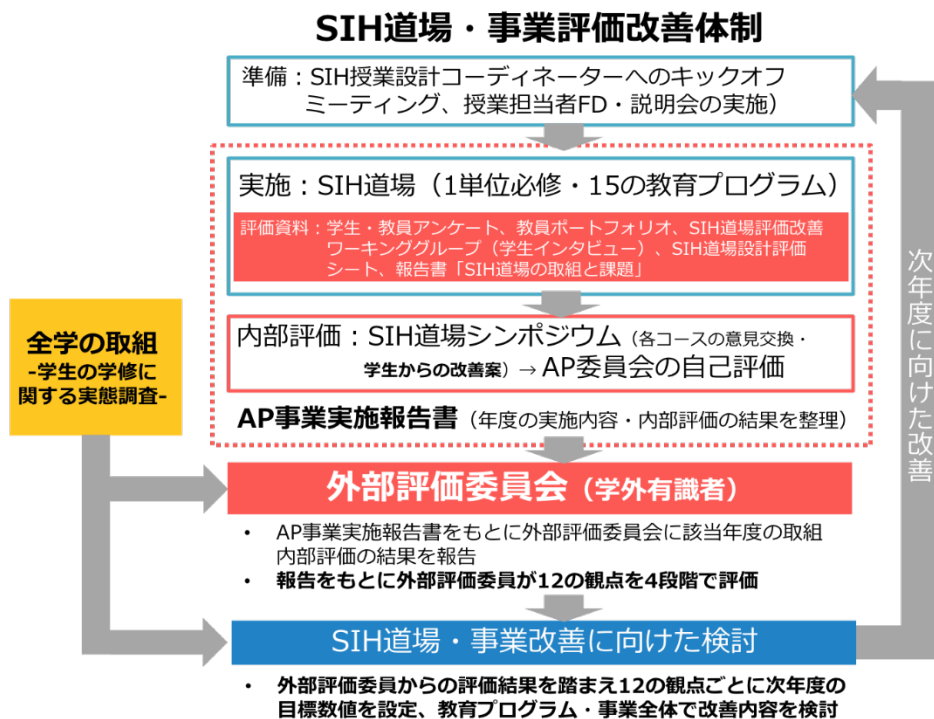 SIH道場・事業評価改善体制
準備：SIH授業設計コーディネーターへのキックオフ
ミーティング、授業担当者FD・説明会の実施）
実施：SIH道場（1単位必修・15の教育プログラム）
評価資料：学生・教員アンケート、教員ポートフォリオ、SIH道場評価改善
ワーキンググループ（学生インタビュー）、SIH道場設計評価
シート、報告書「SIH道場の取組と課題」
内部評価：SIH道場シンポジウム（各コースの意見交換・
学生からの改善案）→ AP委員会の自己評価
AP事業実施報告書（年度の実施内容・内部評価の結果を整理）
全学の取組
-学生の学修に
関する実態調査-
外部評価委員会（学外有識者）
• AP事業実施報告書をもとに外部評価委員会に該当年度の取組
内部評価の結果を報告
• 報告をもとに外部評価委員が12の観点を4段階で評価
SIH道場・事業改善に向けた検討
• 外部評価委員からの評価結果を踏まえ12の観点ごとに次年度の
目標数値を設定、教育プログラム・事業全体で改善内容を検討
次年度に向けた改善